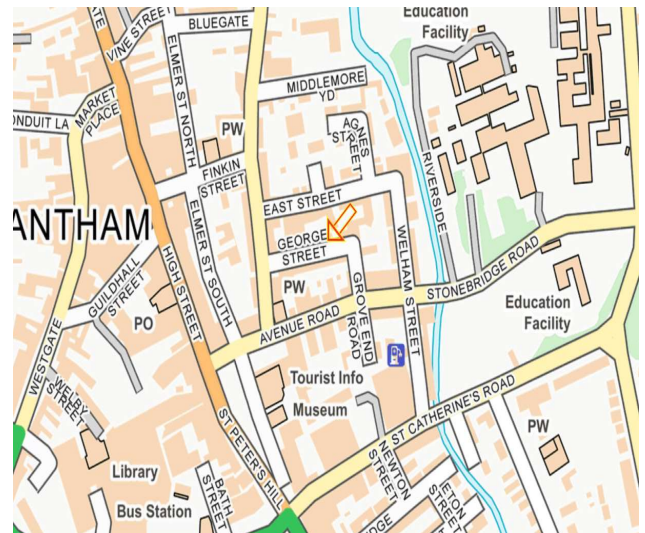 Education
Facility
BLUEGATE
VINE STREET
ELMER ST NORTH
MIDDLEMORE
YD
ONDUIT LA
MARKET
PLACE
PW
AGNES
STREET
FINKIN
STREET
RIVERSIDE
EAST STREET
ANTHAM
GEORGE
STREET
WELHAM STREET
ELMER ST SOUTH
HIGH STREET
GUILDHALL
STREET
PW
STONEBRIDGE ROAD
GROVE END
ROAD
PO
AVENUE ROAD
Education
Facility
WESTGATE
WELBY
STREET
Tourist Info
Museum
ST CATHERINE'S ROAD
ST PETER'S HILL
PW
NEWTON
STREET
Library
BATH
STREET
ETON
STREET
Bus Station